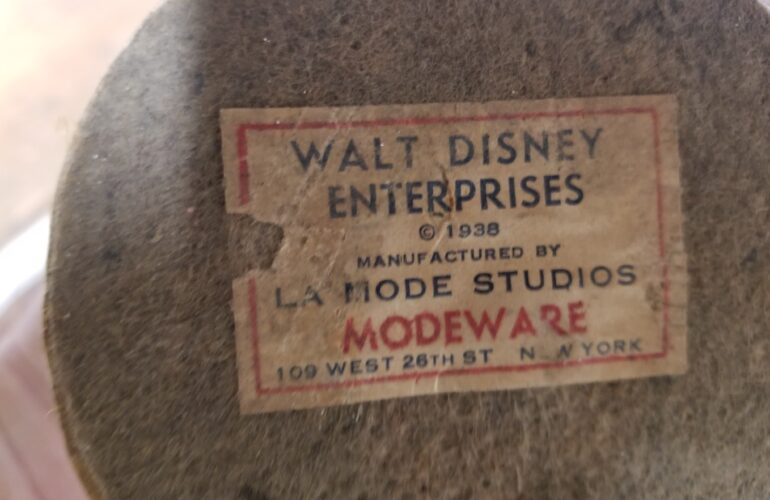 WALT DISNEY
ENTERPRISES
© 1938
MANUFACTURED BY
LA MODE STUDIOS
MODEWARE
109 WEST 26TH ST NEW YORK